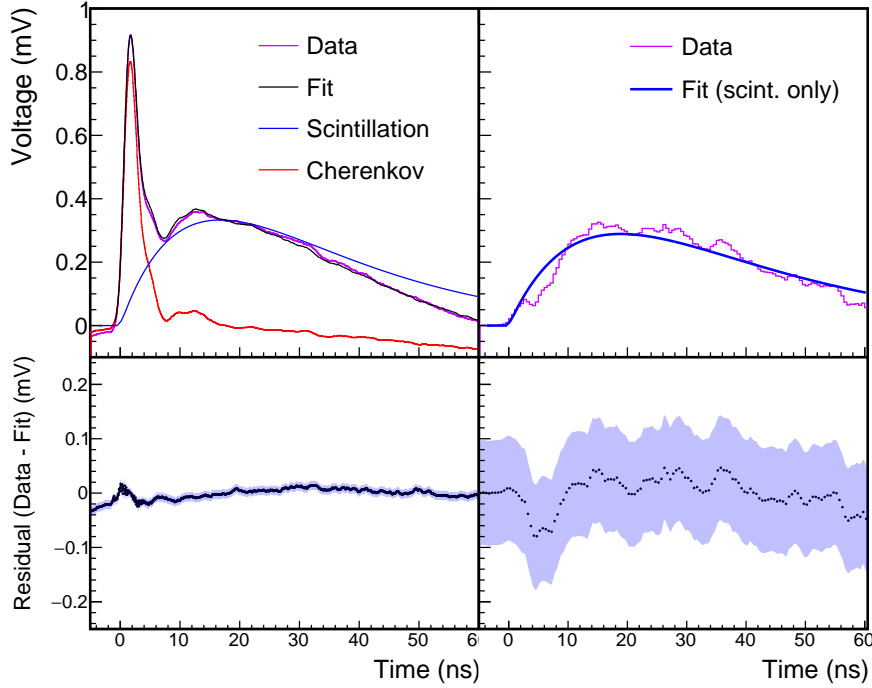 Voltage (mV)
1
0.8
0.6
0.4
0.2
0
Data
Fit
Scintillation
Cherenkov
Data
Fit (scint. only)
Residual (Data - Fit) (mV)
0.2
0.1
0
−0.1
−0.2
0 10 20 30 40 50 60
Time (ns)
0 10 20 30 40 50 60
Time (ns)